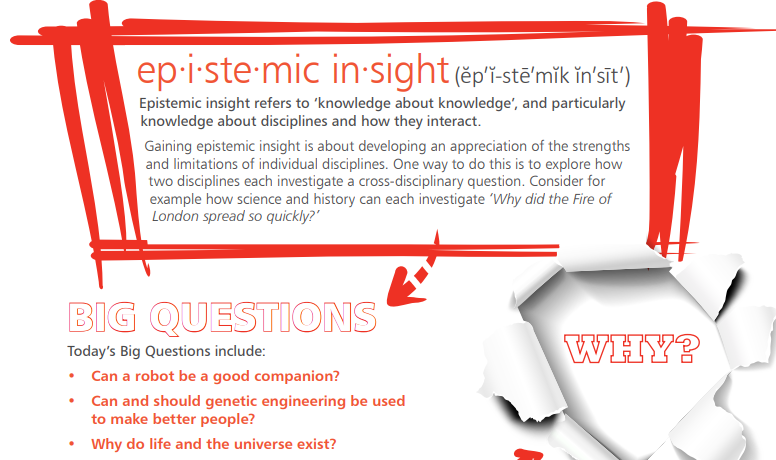 ep·i·ste·mic in·sight (ĕp’ĭ-stē’mĭk ĭn’sīt’)
Epistemic insight refers to ‘knowledge about knowledge’, and particularly
knowledge about disciplines and how they interact.
Gaining epistemic insight is about developing an appreciation of the strengths
and limitations of individual disciplines. One way to do this is to explore how
two disciplines each investigate a cross-disciplinary question. Consider for
example how science and history can each investigate ‘Why did the Fire of
London spread so quickly?’
BIG QUESTIONS
Today’s Big Questions include:
• Can a robot be a good companion?
• Can and should genetic engineering be used
to make better people?
• Why do life and the universe exist?
WHY?